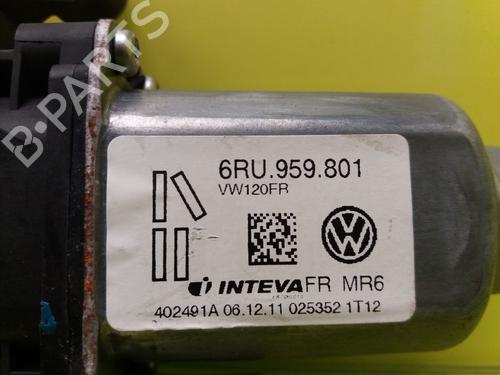 B-PARTS
6RU.959.801
VW120FR
INTEVA FR MR6
402491A 06.12.11 025352 1T12